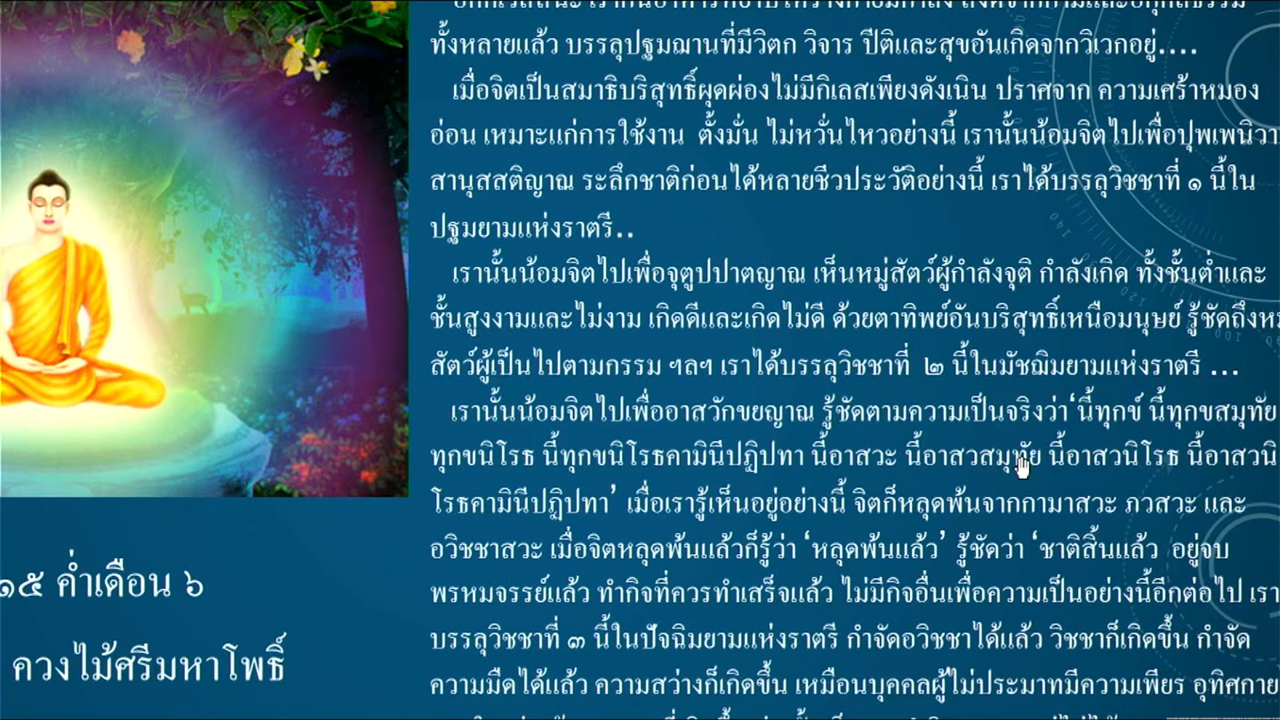 ทั้งหลายแล้ว บรรลุปฐมฌานที่มีวิตก วิจาร ปีติและสุขอันเกิดจากวิเวกอยู่....
เมื่อจิตเป็นสมาธิบริสุทธิ์ผุดผ่องไม่มีกิเลสเพียงดังเนิน ปราศจาก ความเศร้าหมอง
อ่อน เหมาะแก่การใช้งาน ตั้งมั่น ไม่หวั่นไหวอย่างนี้ เรานั้นน้อมจิตไปเพื่อปุพเพนิวา
สานุสสติญาณ ระลึกชาติก่อนได้หลายชีวประวัติอย่างนี้ เราได้บรรลุวิชชาที่ ๑ นี้ใน
ปฐมยามแห่งราตรี..
เรานั้นน้อมจิตไปเพื่อจุตูปปาตญาณ เห็นหมู่สัตว์ผู้กำลังจุติ กำลังเกิด ทั้งชั้นต่ำและ
ชั้นสูงงามและไม่งาม เกิดดีและเกิดไม่ดี ด้วยตาทิพย์อันบริสุทธิ์เหนือมนุษย์ รู้ชัดถึง
สัตว์ผู้เป็นไปตามกรรม ฯลฯ เราได้บรรลุวิชชาที่ ๒ นี้ในมัชฌิมยามแห่งราตรี ...
เรานั้นน้อมจิตไปเพื่ออาสวักขยญาณ รู้ชัดตามความเป็นจริงว่า‘นี้ทุกข์ นี้ทุกขสมุทัย
ทุกขนิโรธ นี้ทุกขนิโรธคามินีปฏิปทา นี้อาสวะ นี้อาสวสมุทัย นี้อาสวนิโรธ นี้อาสวนิ
โรธคามินีปฏิปทา’ เมื่อเรารู้เห็นอยู่อย่างนี้ จิตก็หลุดพ้นจากกามาสวะ ภวสวะ และ
อวิชชาสวะ เมื่อจิตหลุดพ้นแล้วก็รู้ว่า ‘หลุดพ้นแล้ว’ รู้ชัดว่า ‘ชาติสิ้นแล้ว อยู่จบ
พรหมจรรย์แล้ว ทำกิจที่ควรทำเสร็จแล้ว ไม่มีกิจอื่นเพื่อความเป็นอย่างนี้อีกต่อไป เรา
บรรลุวิชชาที่ ๓ นี้ในปัจฉิมยามแห่งราตรี กำจัดอวิชชาได้แล้ว วิชชาก็เกิดขึ้น กำจัด
ความมืดได้แล้ว ความสว่างก็เกิดขึ้น เหมือนบุคคลผู้ไม่ประมาทมีความเพียร อุทิศกาย
๑๕ ค่ำเดือน ๖
ควงไม้ศรีมหาโพธิ์